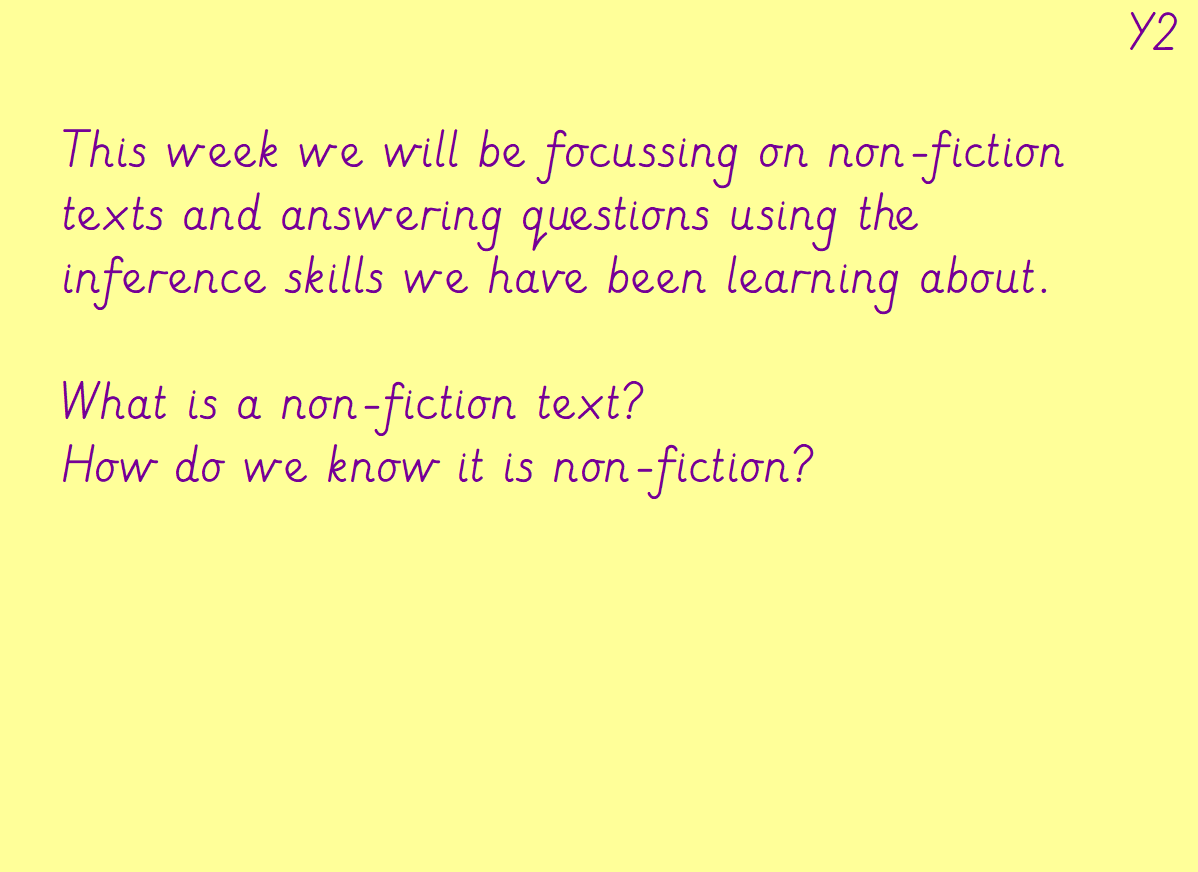 Y2
This week we will be focussing on non-fiction
texts and answering questions using the
inference skills we have been learning about.
What is a non-fiction text?
How do we know it is non-fiction?